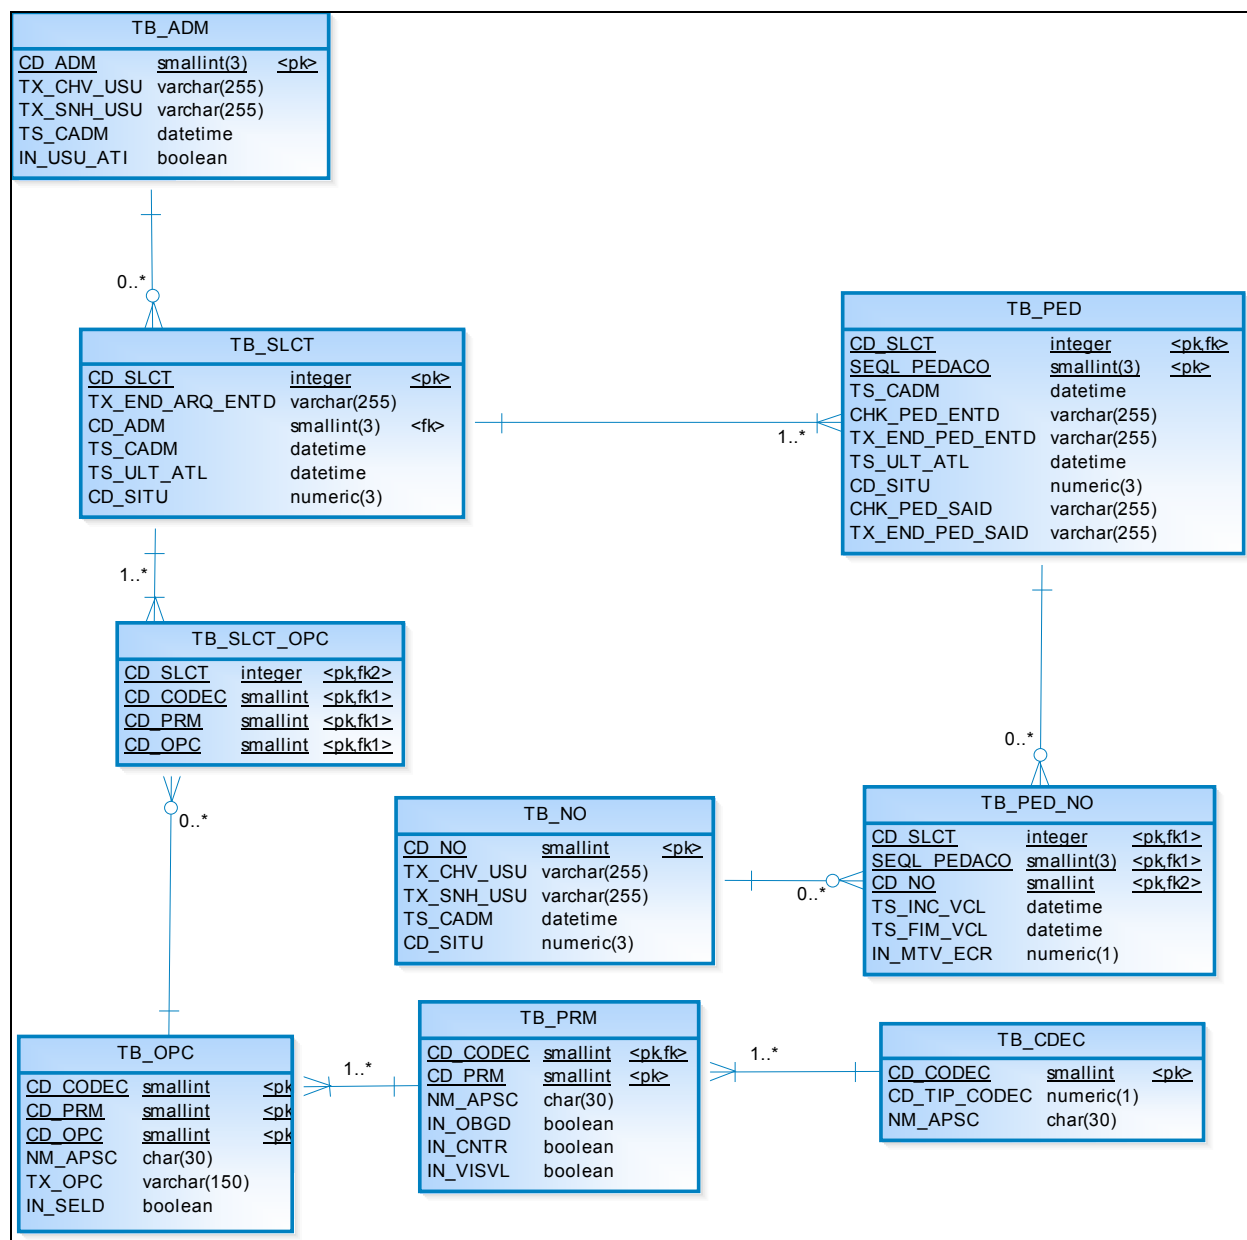 TB_ADM
CD_ADM smallint(3) <pk>
TX_CHV_USU varchar(255)
TX_SNH_USU varchar(255)
TS_CADM datetime
IN_USU_ATI boolean
0..*
TB_SLCT
CD_SLCT integer <pk>
TX_END_ARQ_ENTD varchar(255)
CD_ADM smallint(3) <fk>
TS_CADM datetime
TS_ULT_ATL datetime
CD_SITU numeric(3)
1..*
TB_PED
CD_SLCT integer <pk,fk>
SEQL_PEDACO smallint(3) <pk>
TS_CADM datetime
CHK_PED_ENTD varchar(255)
TX_END_PED_ENTD varchar(255)
TS_ULT_ATL datetime
CD_SITU numeric(3)
CHK_PED_SAID varchar(255)
TX_END_PED_SAID varchar(255)
1..*
TB_SLCT_OPC
CD_SLCT integer <pk,fk2>
CD_CODEC smallint <pk,fk1>
CD_PRM smallint <pk,fk1>
CD_OPC smallint <pk,fk1>
0..*
0..*
TB_NO
CD_NO smallint <pk>
TX_CHV_USU varchar(255)
TX_SNH_USU varchar(255)
TS_CADM datetime
CD_SITU numeric(3)
0..*
TB_PED_NO
CD_SLCT integer <pk,fk1>
SEQL_PEDACO smallint(3) <pk,fk1>
CD_NO smallint <pk,fk2>
TS_INC_VCL datetime
TS_FIM_VCL datetime
IN_MTV_ECR numeric(1)
TB_OPC
CD_CODEC smallint <pk
CD_PRM smallint <pk
CD_OPC smallint <pk
NM_APSC char(30)
TX_OPC varchar(150)
IN_SELD boolean
1..*
TB_PRM
CD_CODEC smallint <pk,fk>
CD_PRM smallint <pk>
NM_APSC char(30)
IN_OBGD boolean
IN_CNTR boolean
IN_VISVL boolean
1..*
TB_CDEC
CD_CODEC smallint <pk>
CD_TIP_CODEC numeric(1)
NM_APSC char(30)